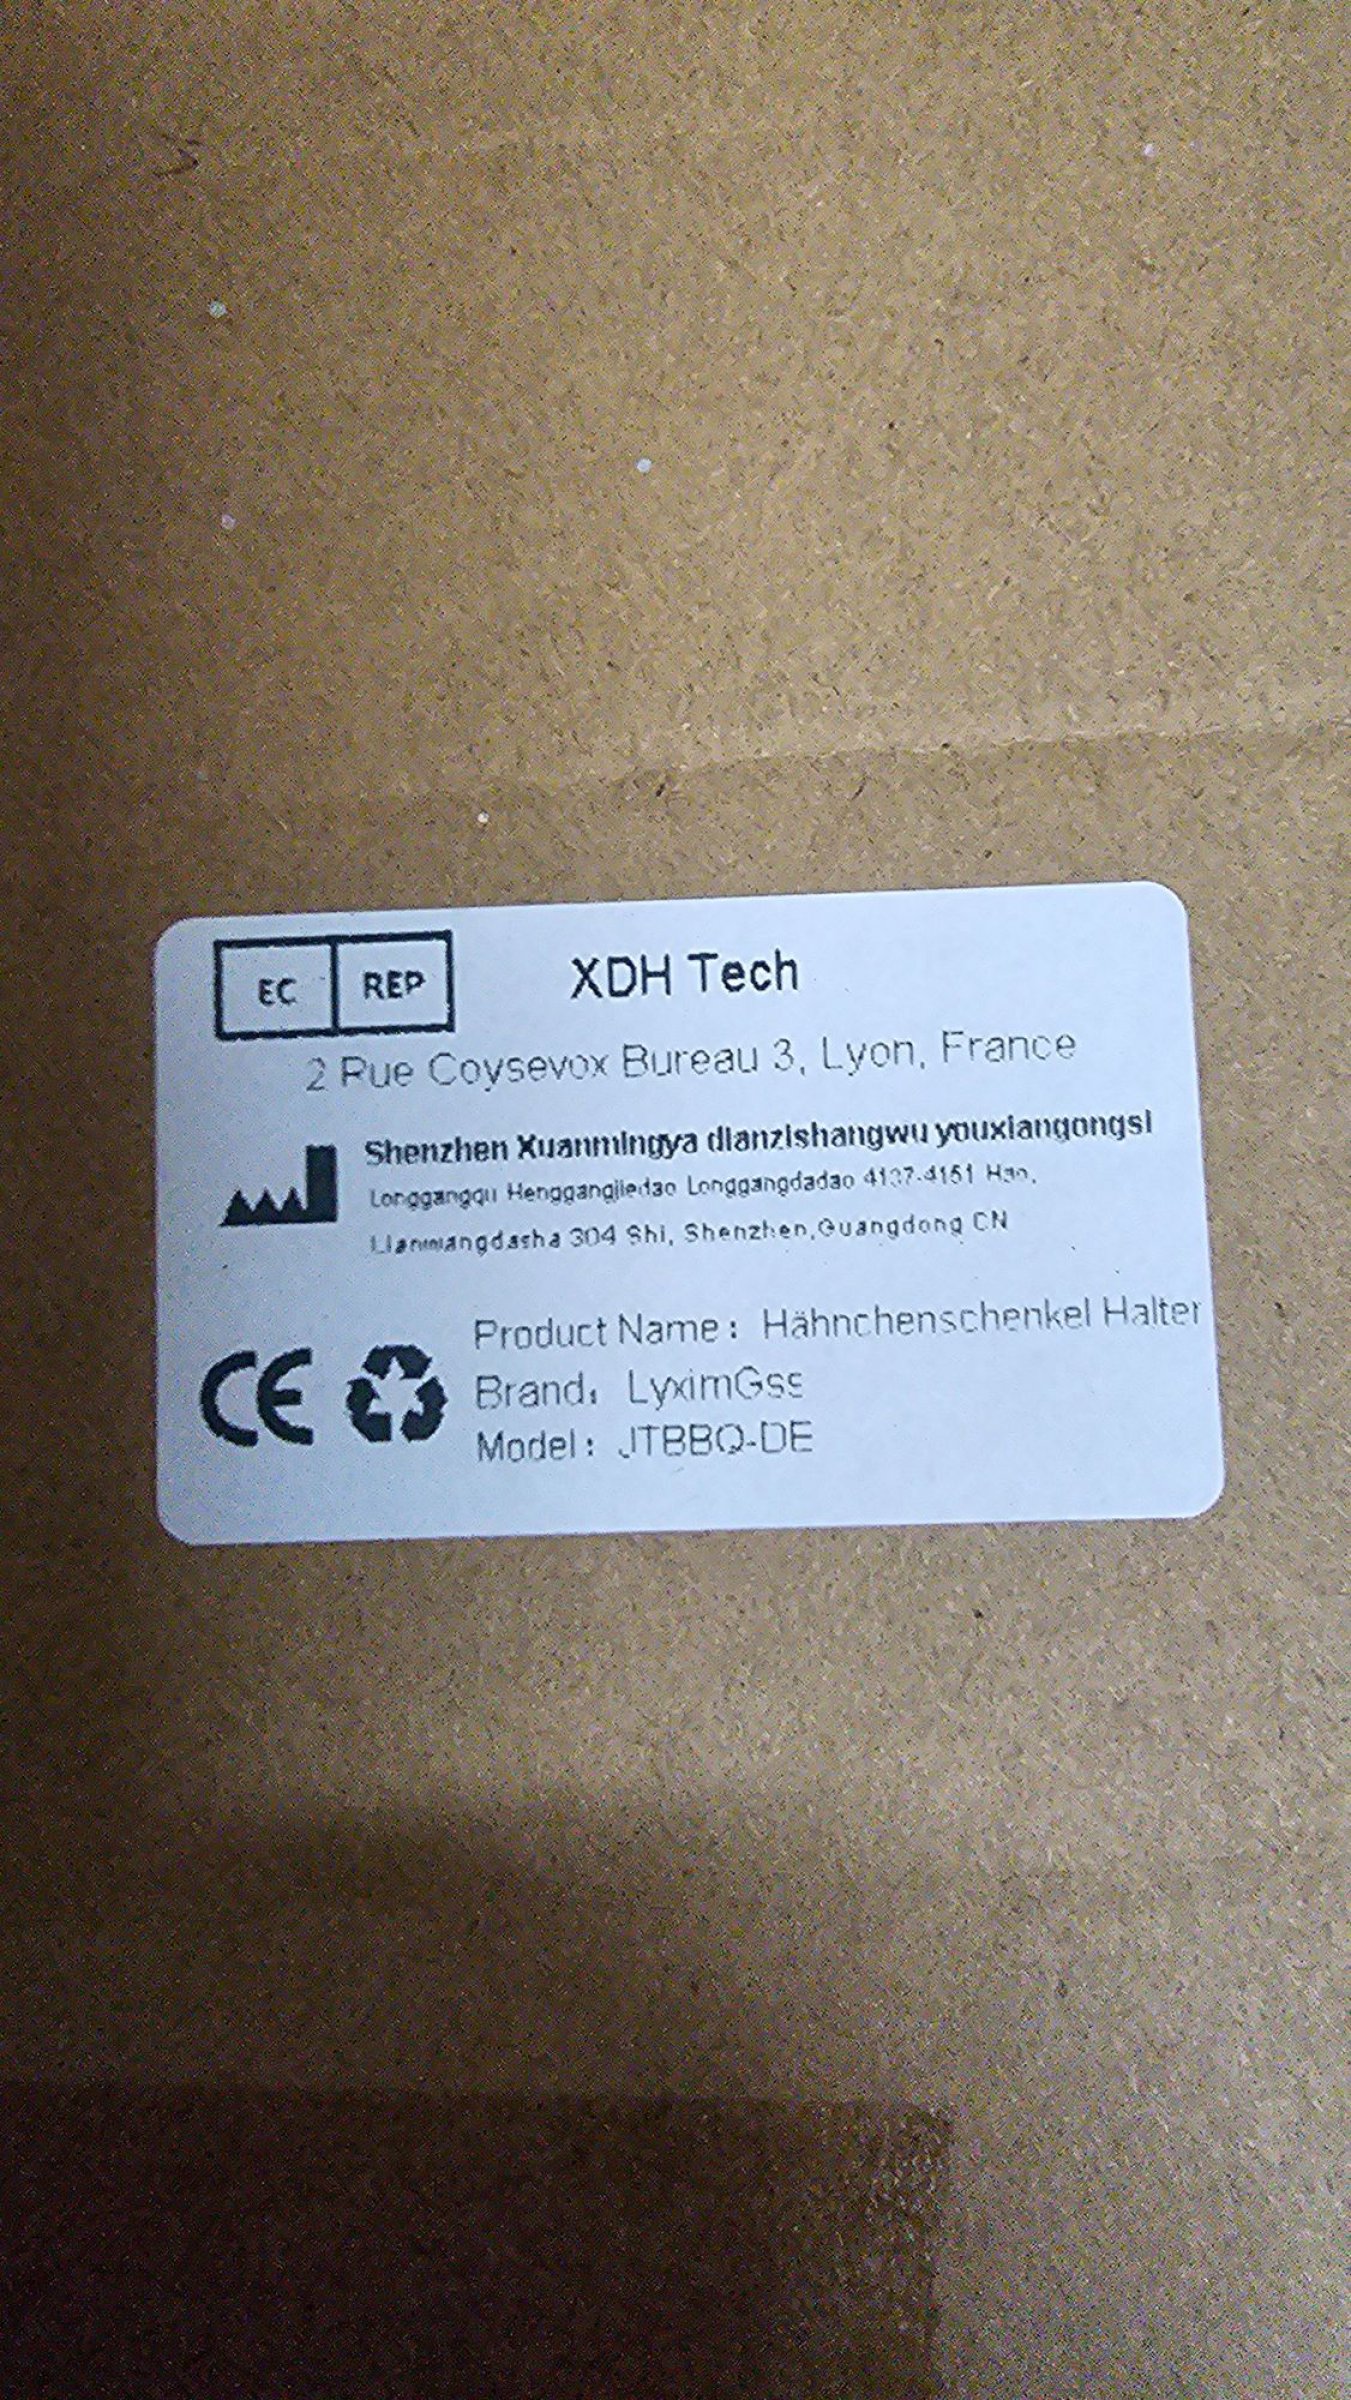 EC REP XDH Tech
2 Rue Coysevox Bureau 3, Lyon, France
Shenzhen Xuanmingya dianzishangwu youxiangongsi
Longgangqu Henggangjiedao Longgangdadao 4137-4151 Hao,
304 Shi, Shenzhen,Guangdong CN
CE
Product Name: Hähnchenschenkel Halter
Brand: LyximGss
Model: JTBBQ-DE